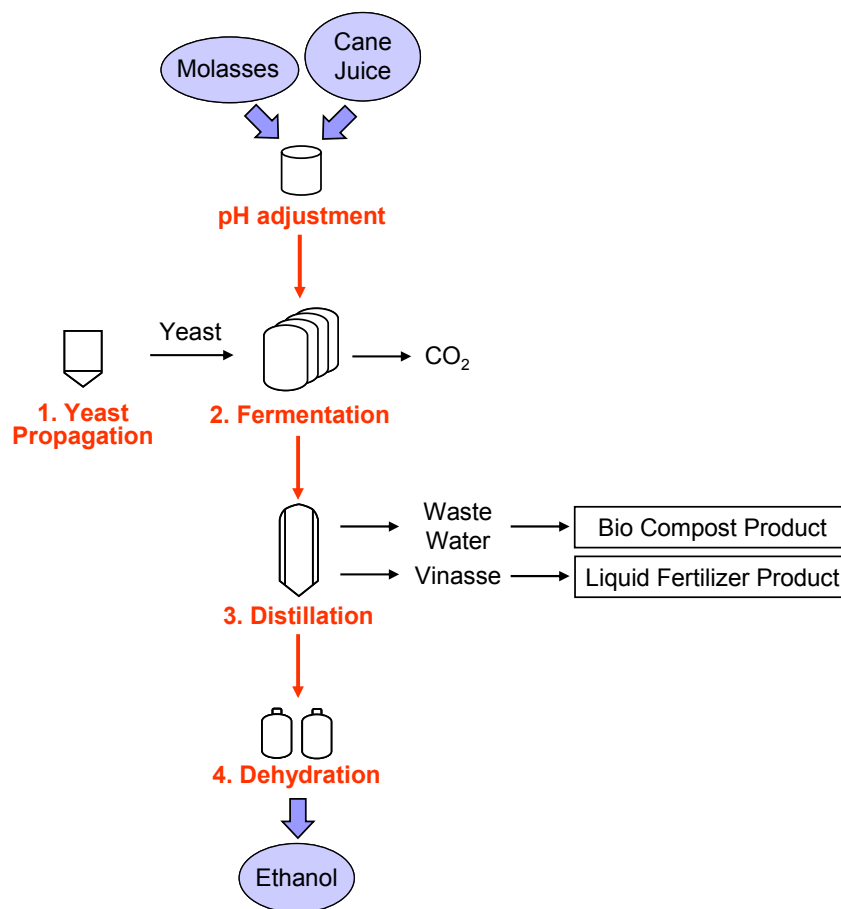 Molasses
Cane
Juice
pH adjustment
Yeast
CO₂
1. Yeast
Propagation
2. Fermentation
Waste
Water
Bio Compost Product
Vinasse
Liquid Fertilizer Product
3. Distillation
4. Dehydration
Ethanol